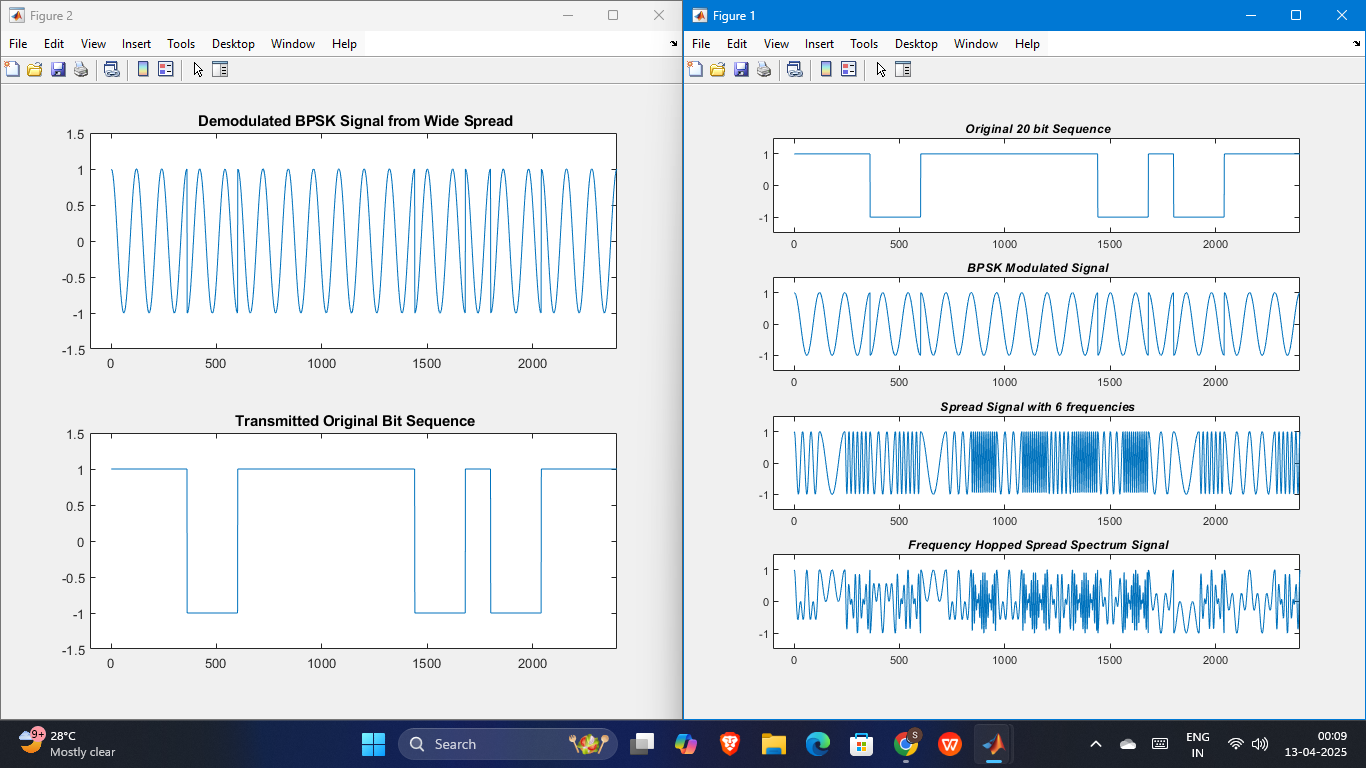 Figure 2
File Edit View Insert Tools Desktop Window Help
Demodulated BPSK Signal from Wide Spread
1.5
1
0.5
0
-0.5
-1
-1.5
0 500 1000 1500 2000
Transmitted Original Bit Sequence
1.5
1
0.5
0
-0.5
-1
-1.5
0 500 1000 1500 2000
Figure 1
File Edit View Insert Tools Desktop Window Help
Original 20 bit Sequence
1
0
-1
0 500 1000 1500 2000
BPSK Modulated Signal
1
0
-1
0 500 1000 1500 2000
Spread Signal with 6 frequencies
1
0
-1
0 500 1000 1500 2000
Frequency Hopped Spread Spectrum Signal
1
0
-1
0 500 1000 1500 2000
9+
28°C
Mostly clear
Search
S
W
ENG
IN
00:09
13-04-2025